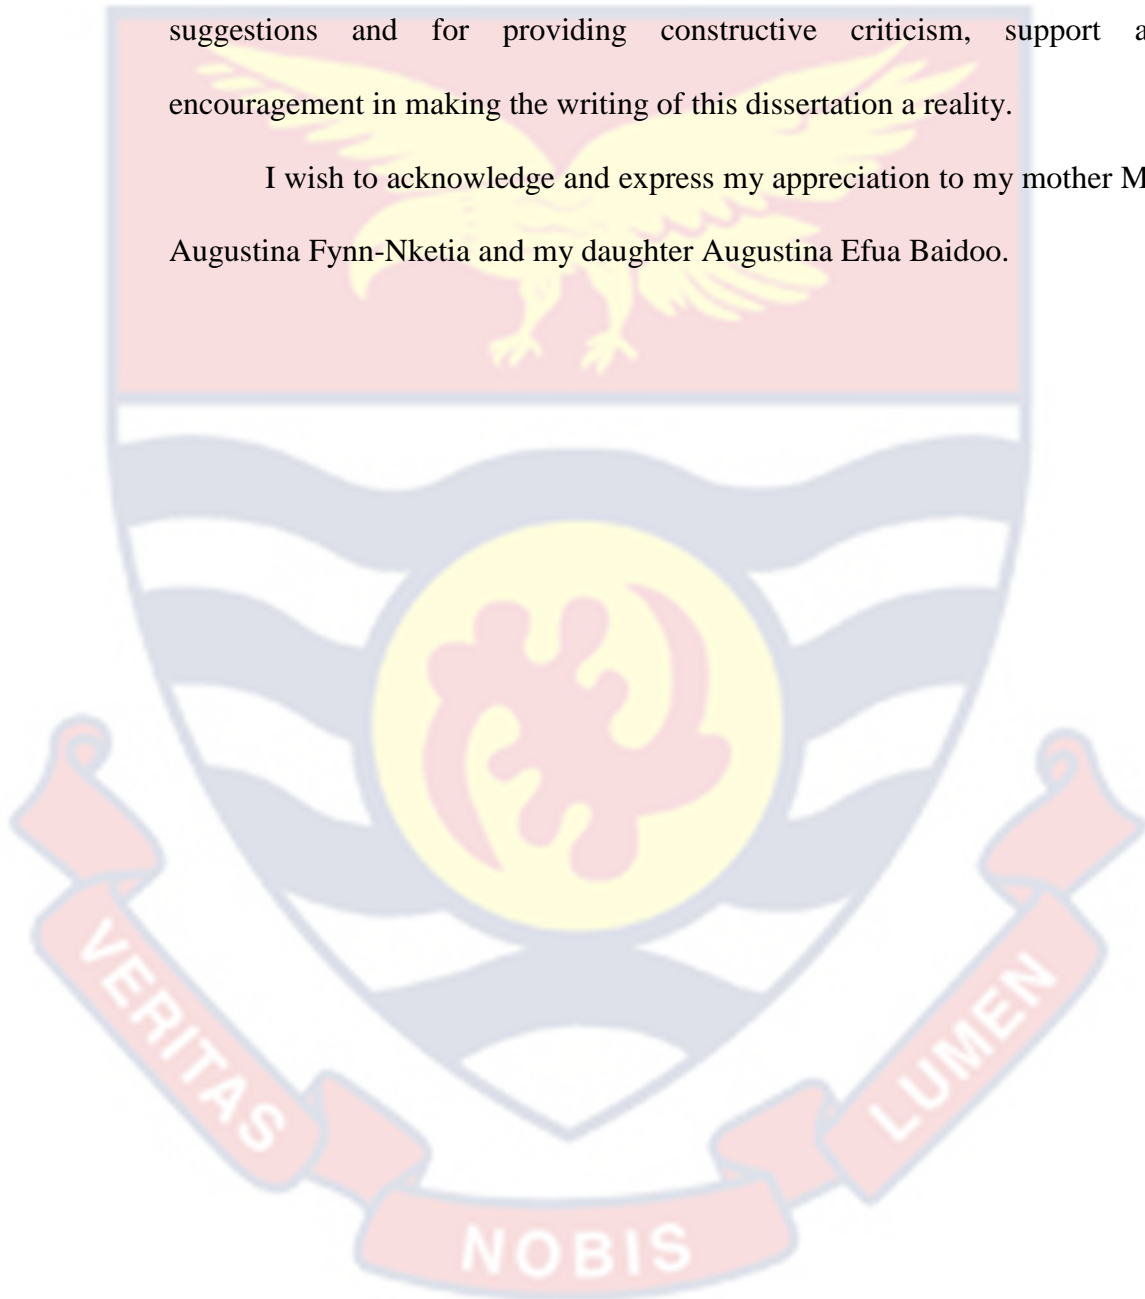 suggestions and for providing constructive criticism, support a
encouragement in making the writing of this dissertation a reality.
I wish to acknowledge and express my appreciation to my mother M
Augustina Fynn-Nketia and my daughter Augustina Efua Baidoo.
VERITAS
NOBIS
LUMEN